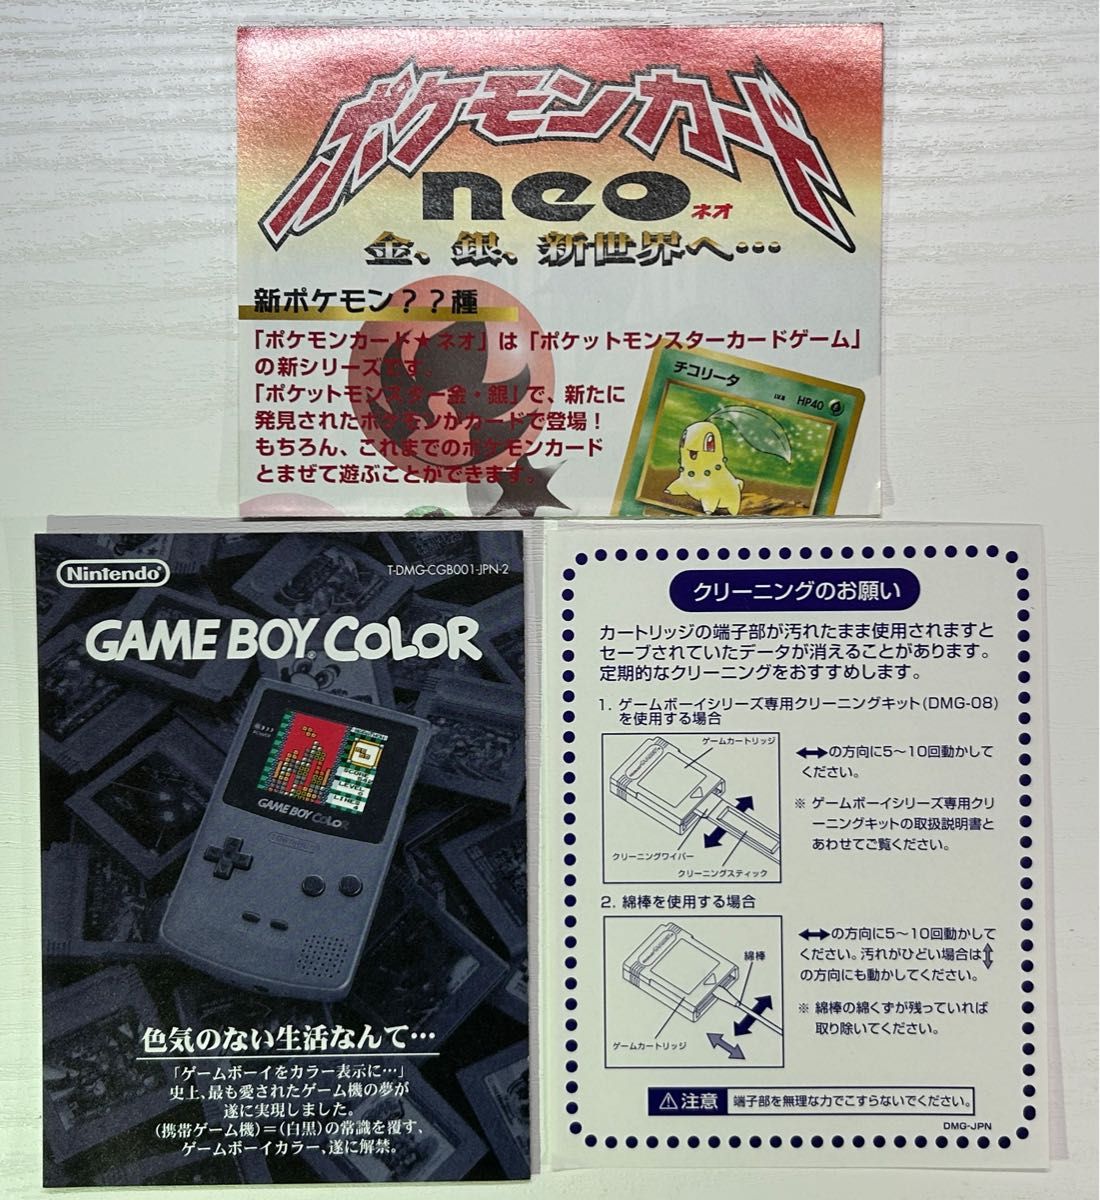 ポケモンカード
neo ネオ
金、銀、新世界へ…
新ポケモン？？種
「ポケモンカード★ネオ」は「ポケットモンスターカードゲーム」
の新シリーズです。
「ポケットモンスター金・銀」で、新たに
発見されたポケモンがカードで登場！
もちろん、これまでのポケモンカード
とまぜて遊ぶことができます。
チコリータ
HP40
Nintendo
T-DMG-CGB001-JPN-2
GAME BOY COLOR
GAME BOY COLOR
色気のない生活なんて…
「ゲームボーイをカラー表示に…」
史上、最も愛されたゲーム機の夢が
遂に実現しました。
(携帯ゲーム機)＝(白黒)の常識を覆す、
ゲームボーイカラー、遂に解禁。
クリーニングのお願い
カートリッジの端子部が汚れたまま使用されますと
セーブされていたデータが消えることがあります。
定期的なクリーニングをおすすめします。
1. ゲームボーイシリーズ専用クリーニングキット(DMG-08)
を使用する場合
ゲームカートリッジ
クリーニングワイパー
クリーニングスティック
↔の方向に5〜10回動かして
ください。
※ ゲームボーイシリーズ専用クリ
ーニングキットの取扱説明書と
あわせてご覧ください。
2. 綿棒を使用する場合
綿棒
ゲームカートリッジ
↔の方向に5〜10回動かして
ください。汚れがひどい場合は↕
の方向にも動かしてください。
※ 綿棒の綿くずが残っていれば
取り除いてください。
⚠注意 端子部を無理な力でこすらないでください。
DMG-JPN